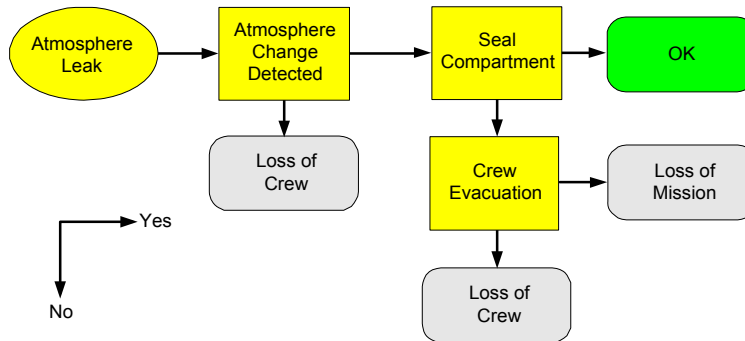 Atmosphere
Leak
Atmosphere
Change
Detected
Seal
Compartment
OK
Loss of
Crew
Crew
Evacuation
Loss of
Mission
Yes
No
Loss of
Crew